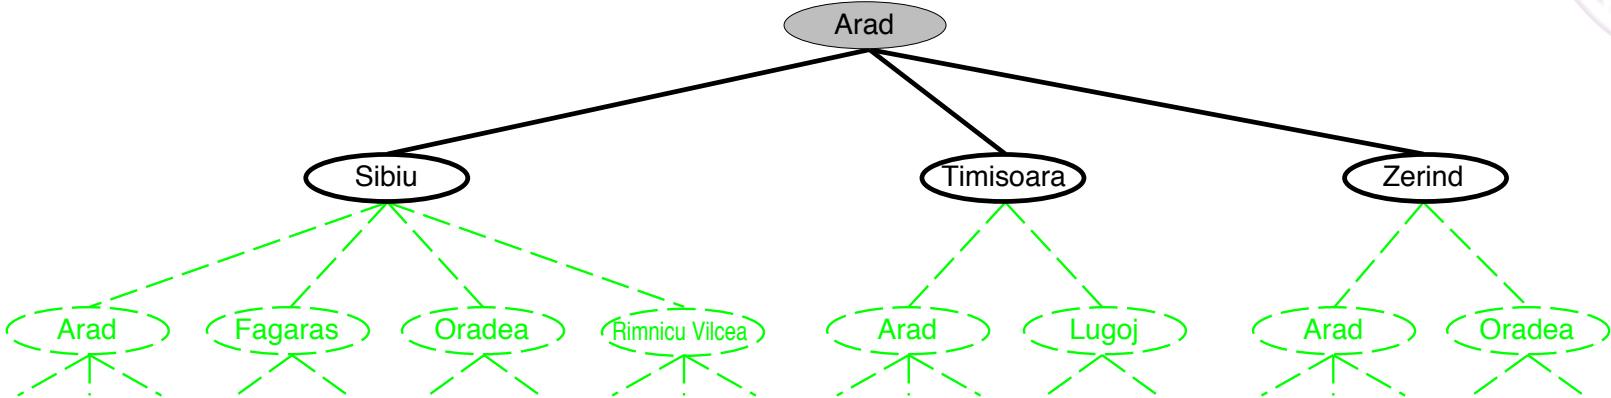 Arad
Sibiu
Timisoara
Zerind
Arad
Fagaras
Oradea
Rimnicu Vilcea
Arad
Lugoj
Arad
Oradea